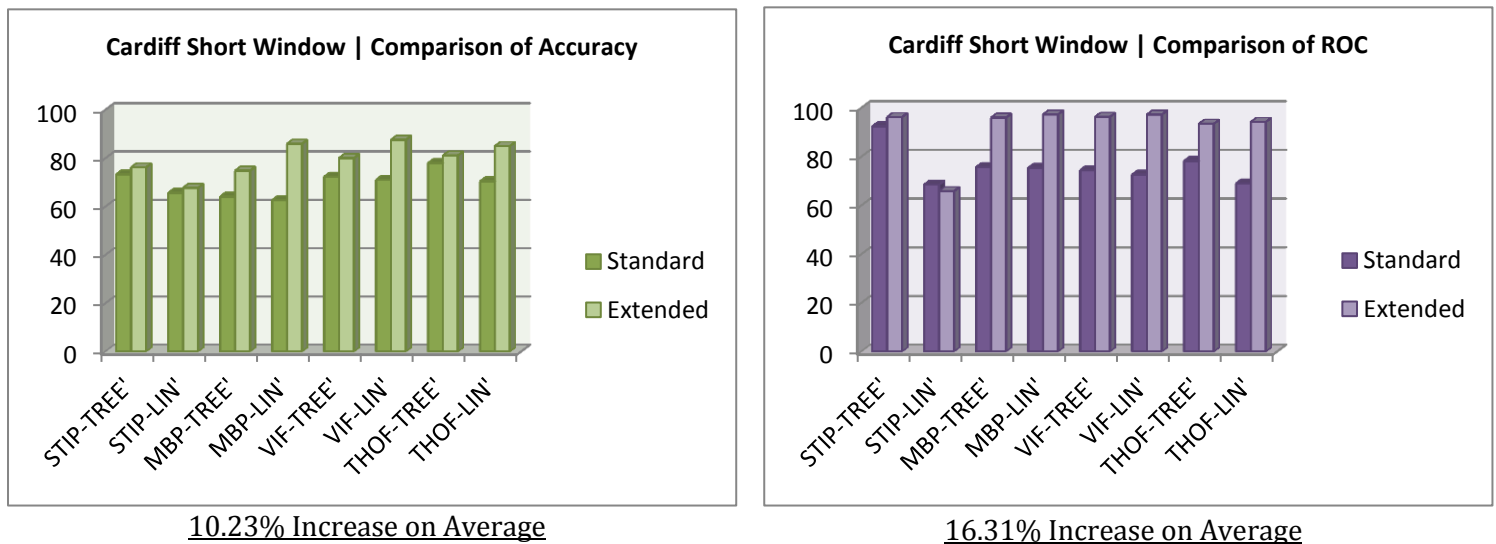 Cardiff Short Window | Comparison of Accuracy
100
80
60
40
20
0
STIP-TREE'
STIP-LIN'
MBP-TREE'
MBP-LIN'
VIF-TREE'
VIF-LIN'
THOF-TREE'
THOF-LIN'
Standard
Extended
10.23% Increase on Average
Cardiff Short Window | Comparison of ROC
100
80
60
40
20
0
STIP-TREE'
STIP-LIN'
MBP-TREE'
MBP-LIN'
VIF-TREE'
VIF-LIN'
THOF-TREE'
THOF-LIN'
Standard
Extended
16.31% Increase on Average